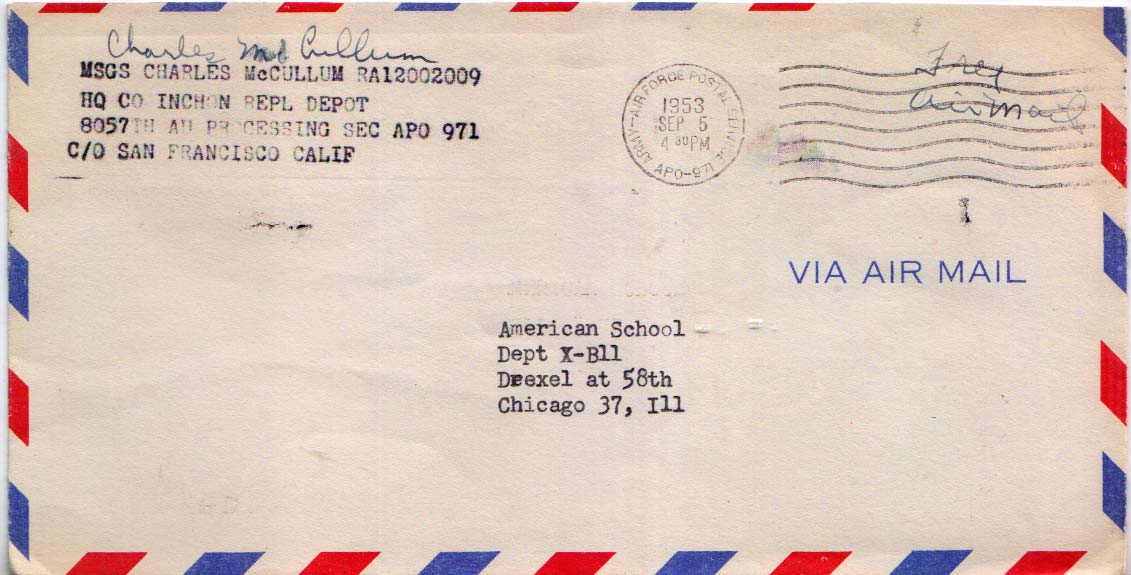 Charles McCullum
MSGS CHARLES McCULLUM RA12002009
HQ CO INCHON REPL DEPOT
8057TH AU PROCESSING SEC APO 971
C/O SAN FRANCISCO CALIF
ARMY-AIR FORCE POSTAL SERVICE
1953
SEP 5
4 30 PM
APO-971
Free
Air Mail
VIA AIR MAIL
American School
Dept X-B11
Drexel at 58th
Chicago 37, Ill